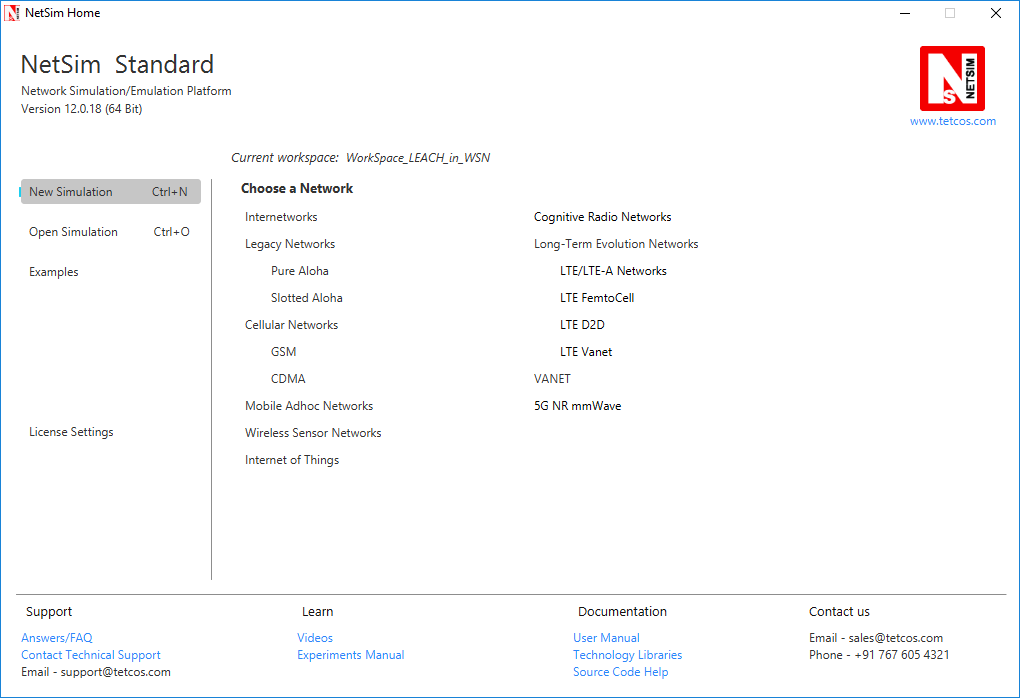 NetSim Home
NetSim Standard
Network Simulation/Emulation Platform
Version 12.0.18 (64 Bit)
NS NETSIM
www.tetcos.com
Current workspace: WorkSpace_LEACH_in_WSN
New Simulation Ctrl+N
Open Simulation Ctrl+O
Examples
License Settings
Choose a Network
Internetworks
Legacy Networks
Pure Aloha
Slotted Aloha
Cellular Networks
GSM
CDMA
Mobile Adhoc Networks
Wireless Sensor Networks
Internet of Things
Cognitive Radio Networks
Long-Term Evolution Networks
LTE/LTE-A Networks
LTE FemtoCell
LTE D2D
LTE Vanet
VANET
5G NR mmWave
Support
Answers/FAQ
Contact Technical Support
Email - support@tetcos.com
Learn
Videos
Experiments Manual
Documentation
User Manual
Technology Libraries
Source Code Help
Contact us
Email - sales@tetcos.com
Phone - +91 767 605 4321